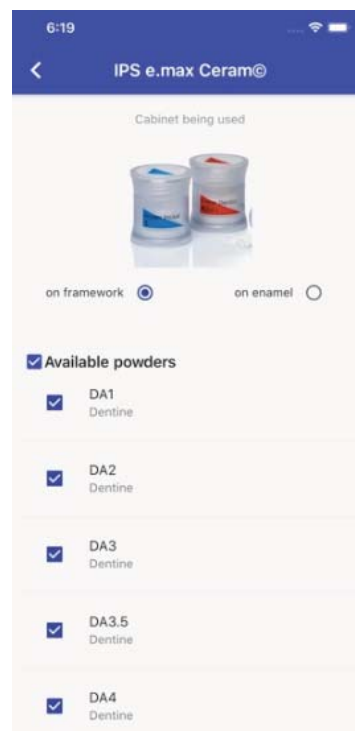 6:19
IPS e.max Ceram©
Cabinet being used
on framework on enamel
Available powders
DA1
Dentine
DA2
Dentine
DA3
Dentine
DA3.5
Dentine
DA4
Dentine